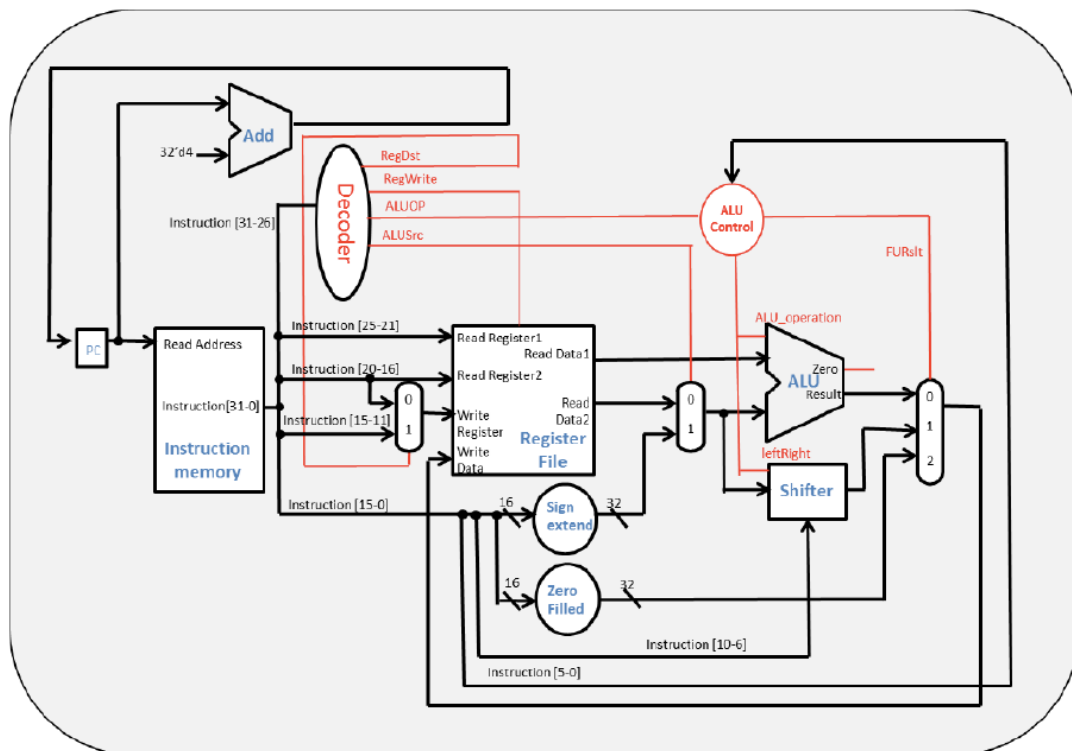 Add
32'd4
RegDst
RegWrite
ALUOP
ALUSrc
Decoder
Instruction [31-26]
ALU
Control
FURslt
PC
Read Address
Instruction[31-0]
Instruction
memory
Instruction [25-21]
Instruction [20-16]
Instruction [15-11]
Instruction [15-0]
0
1
Read Register1
Read Data1
Read Register2
Write
Register
Write
Data
Read
Data2
Register
File
0
1
ALU_operation
Zero
ALU
Result
leftRight
Shifter
0
1
2
16
Sign
extend
32
16
Zero
Filled
32
Instruction [10-6]
Instruction [5-0]